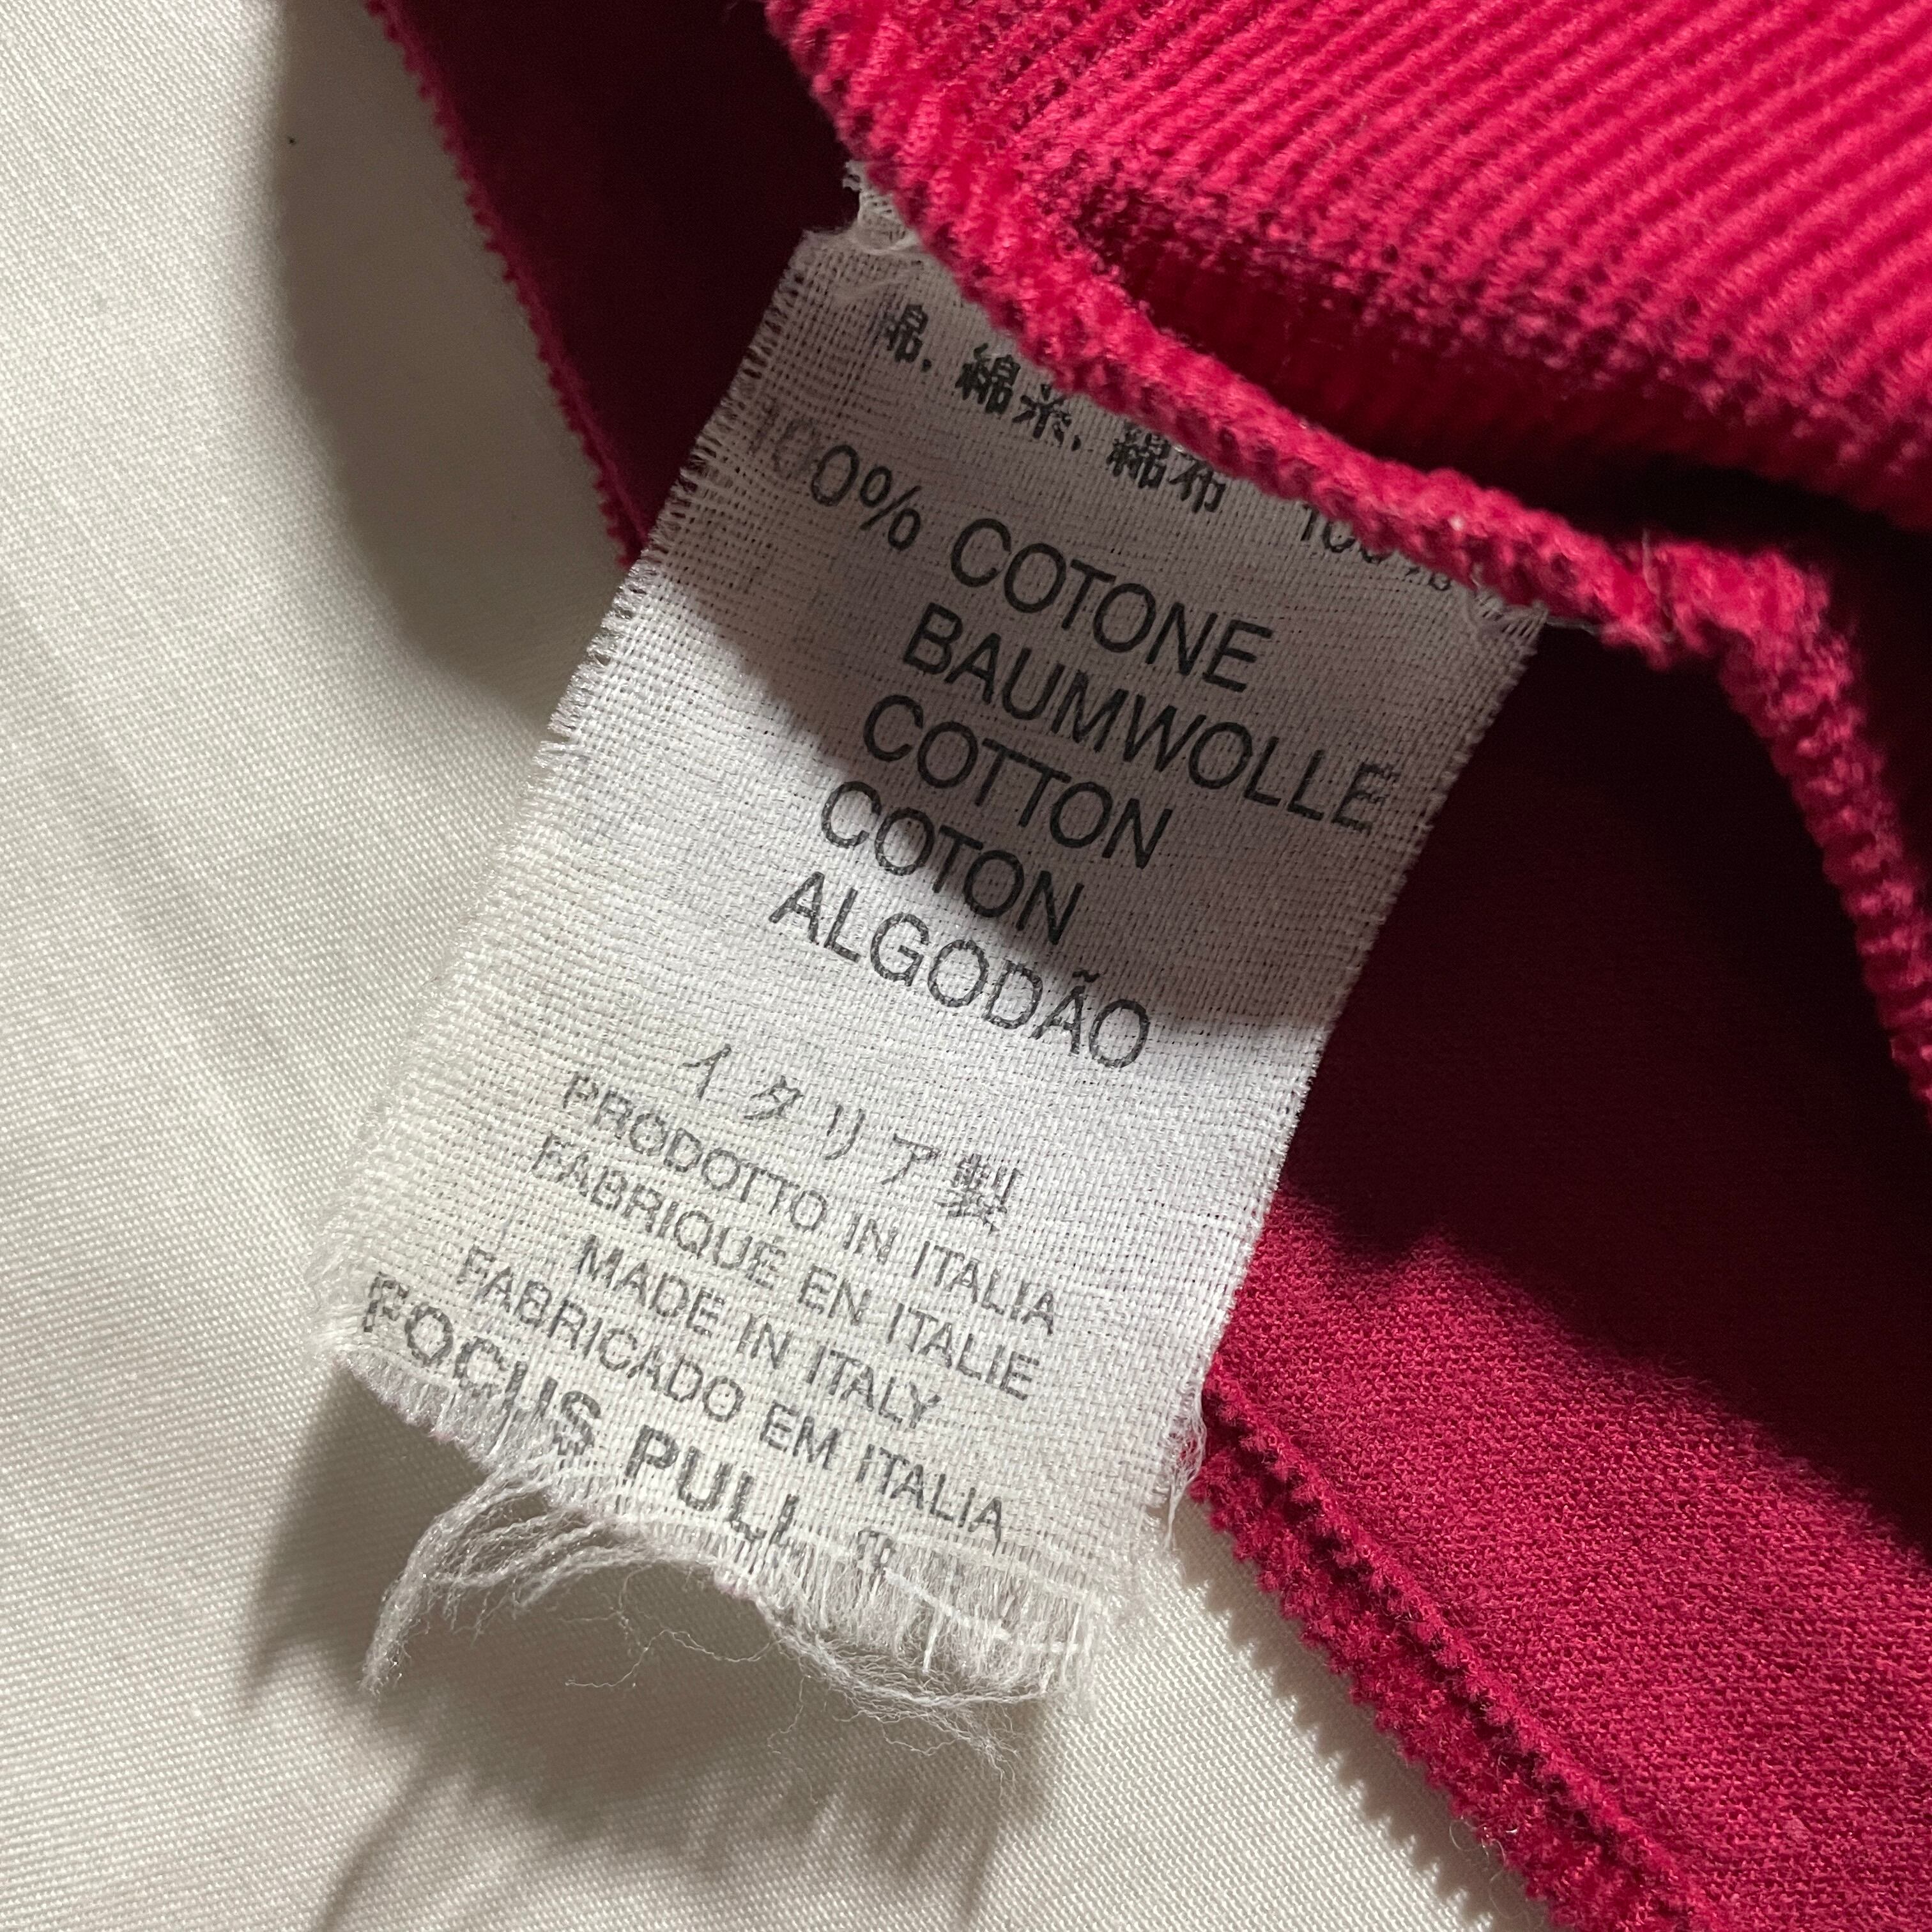 綿, 綿糸, 綿布 100%
100% COTONE
BAUMWOLLE
COTTON
COTON
ALGODÃO
イタリア製
PRODOTTO IN ITALIA
FABRIQUÉ EN ITALIE
MADE IN ITALY
FABRICADO EM ITALIA
FOCUS PULL